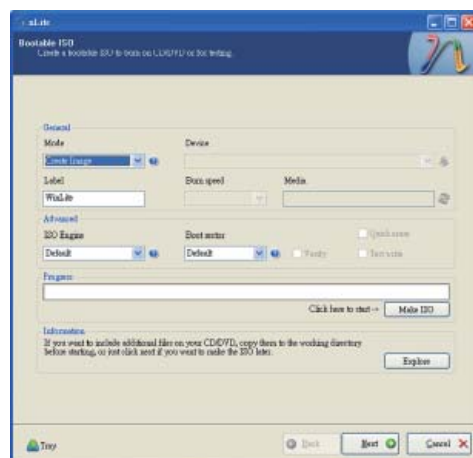 nLite
Bootable ISO
Create a bootable ISO to burn on CD/DVD or for testing.
General
Mode
Device
Create Image
Label
Burn speed
Media
WinLite
Advanced
ISO Engine
Boot sector
Quick erase
Default
Default
Verify
Test write
Progress
Click here to start ->
Make ISO
Information
If you want to include additional files on your CD/DVD, copy them to the working directory
before starting, or just click next if you want to make the ISO later.
Explore
Tray
Back
Next
Cancel